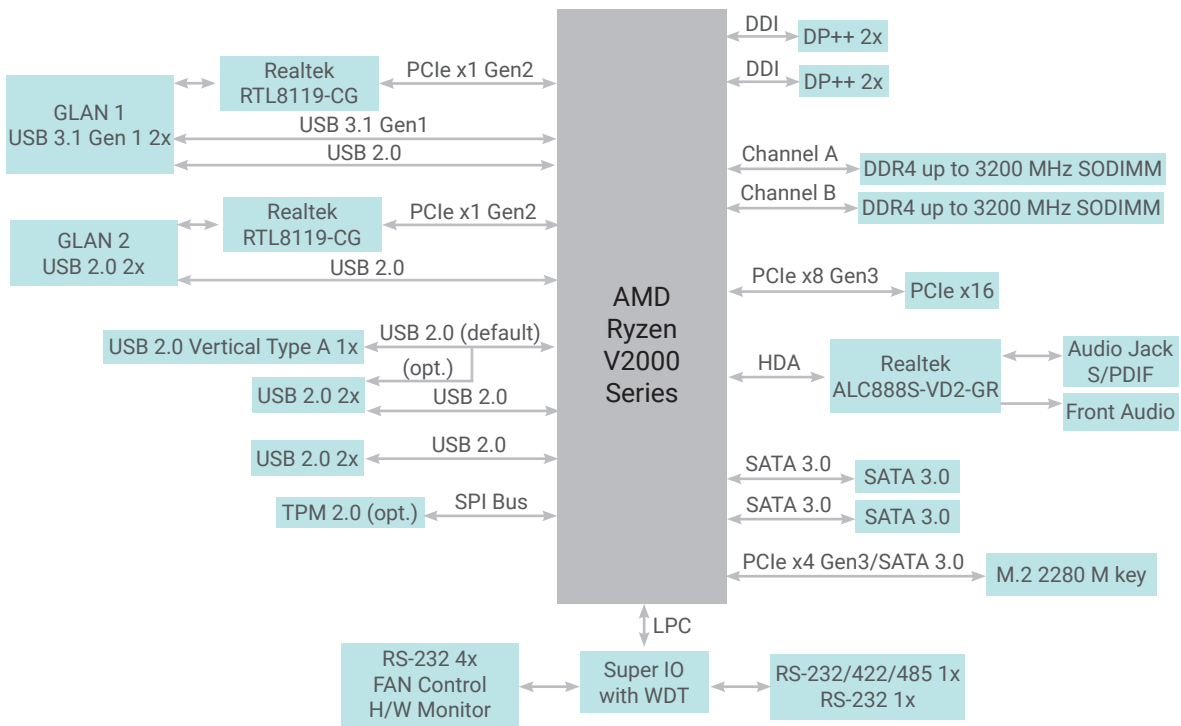 DDI
DP++ 2x
DDI
DP++ 2x
Realtek
RTL8119-CG
PCIe x1 Gen2
GLAN 1
USB 3.1 Gen 1 2x
USB 3.1 Gen1
USB 2.0
Channel A
DDR4 up to 3200 MHz SODIMM
Channel B
DDR4 up to 3200 MHz SODIMM
Realtek
RTL8119-CG
PCIe x1 Gen2
GLAN 2
USB 2.0 2x
USB 2.0
PCIe x8 Gen3
PCIe x16
AMD
Ryzen
V2000
Series
USB 2.0 Vertical Type A 1x
USB 2.0 (default)
(opt.)
USB 2.0 2x
USB 2.0
HDA
Realtek
ALC888S-VD2-GR
Audio Jack
S/PDIF
Front Audio
USB 2.0 2x
USB 2.0
SATA 3.0
SATA 3.0
TPM 2.0 (opt.)
SPI Bus
SATA 3.0
SATA 3.0
PCIe x4 Gen3/SATA 3.0
M.2 2280 M key
LPC
RS-232 4x
FAN Control
H/W Monitor
Super IO
with WDT
RS-232/422/485 1x
RS-232 1x